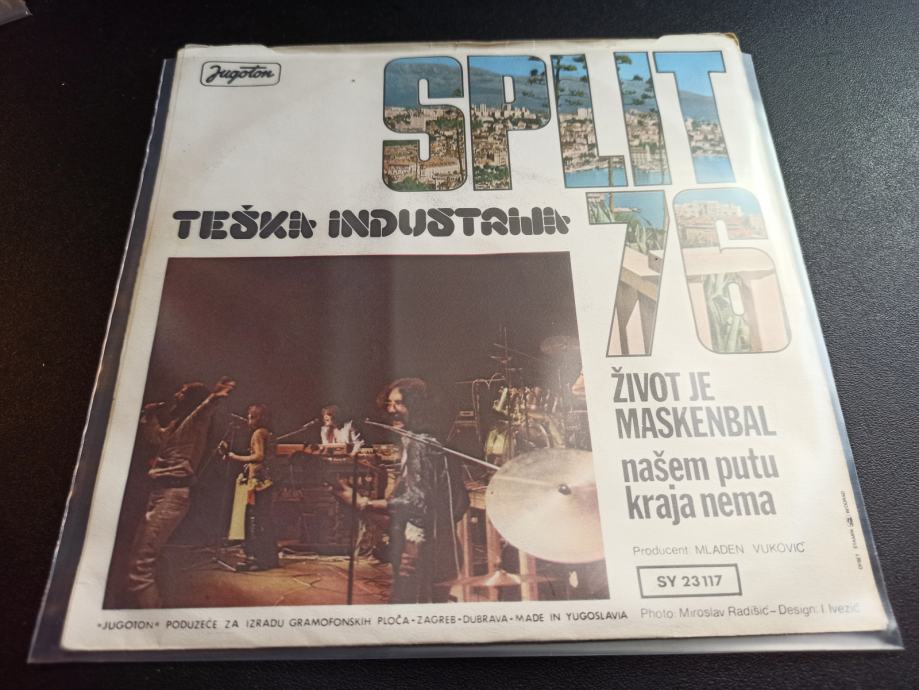 Jugoton
SPLIT
76
TEŠKA INDUSTRIJA
ŽIVOT JE
MASKENBAL
našem putu
kraja nema
Producent: MLADEN VUKOVIĆ
SY 23117
Photo: Miroslav Radišić - Design: I. Ivezić
"JUGOTON" PODUZEĆE ZA IZRADU GRAMOFONSKIH PLOČA - ZAGREB - DUBRAVA - MADE IN YUGOSLAVIA